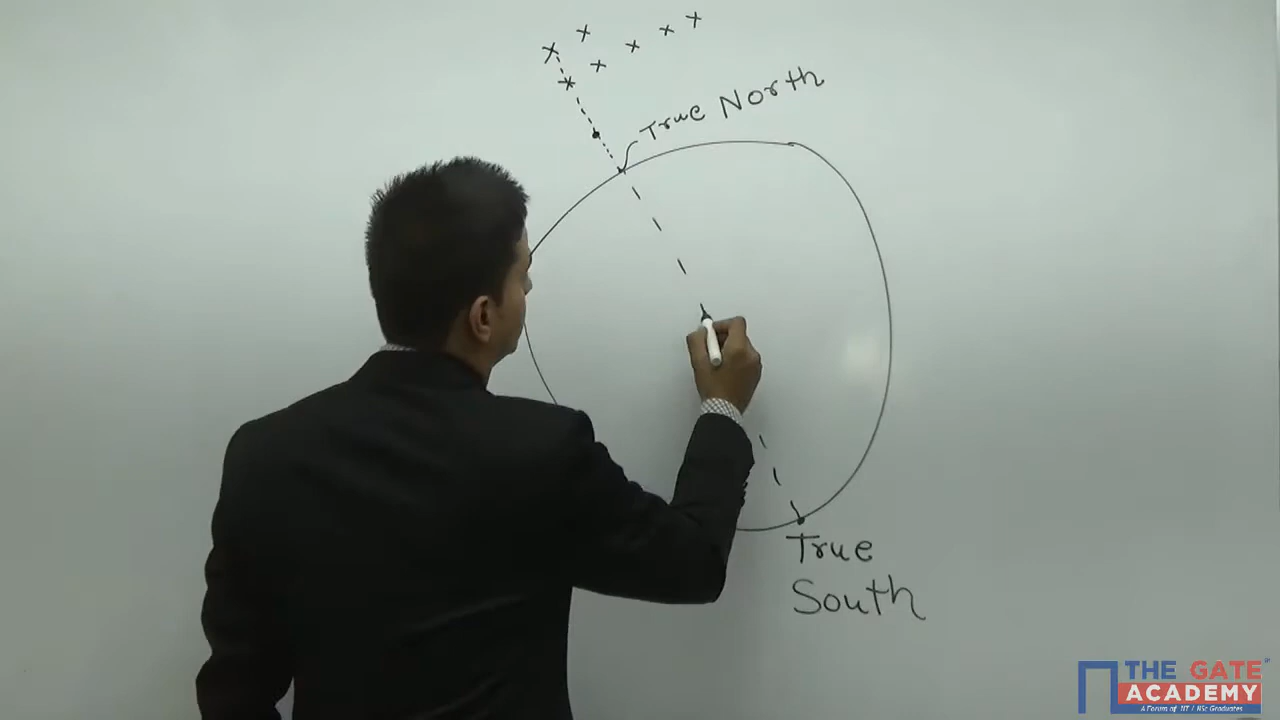 True North
True
South
THE GATE
ACADEMY
A Forum of IIT / IISc Graduates